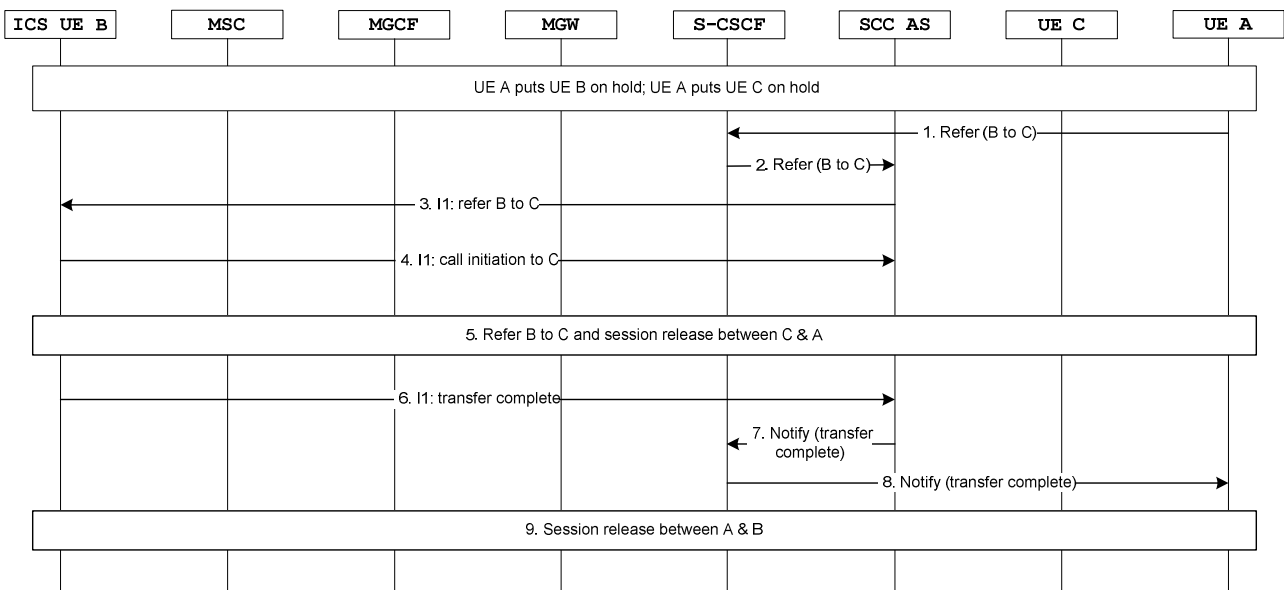 ICS UE B
MSC
MGCF
MGW
S-CSCF
SCC AS
UE C
UE A
UE A puts UE B on hold; UE A puts UE C on hold
1. Refer (B to C)
2. Refer (B to C)
3. I1: refer B to C
4. I1: call initiation to C
5. Refer B to C and session release between C & A
6. I1: transfer complete
7. Notify (transfer
complete)
8. Notify (transfer complete)
9. Session release between A & B